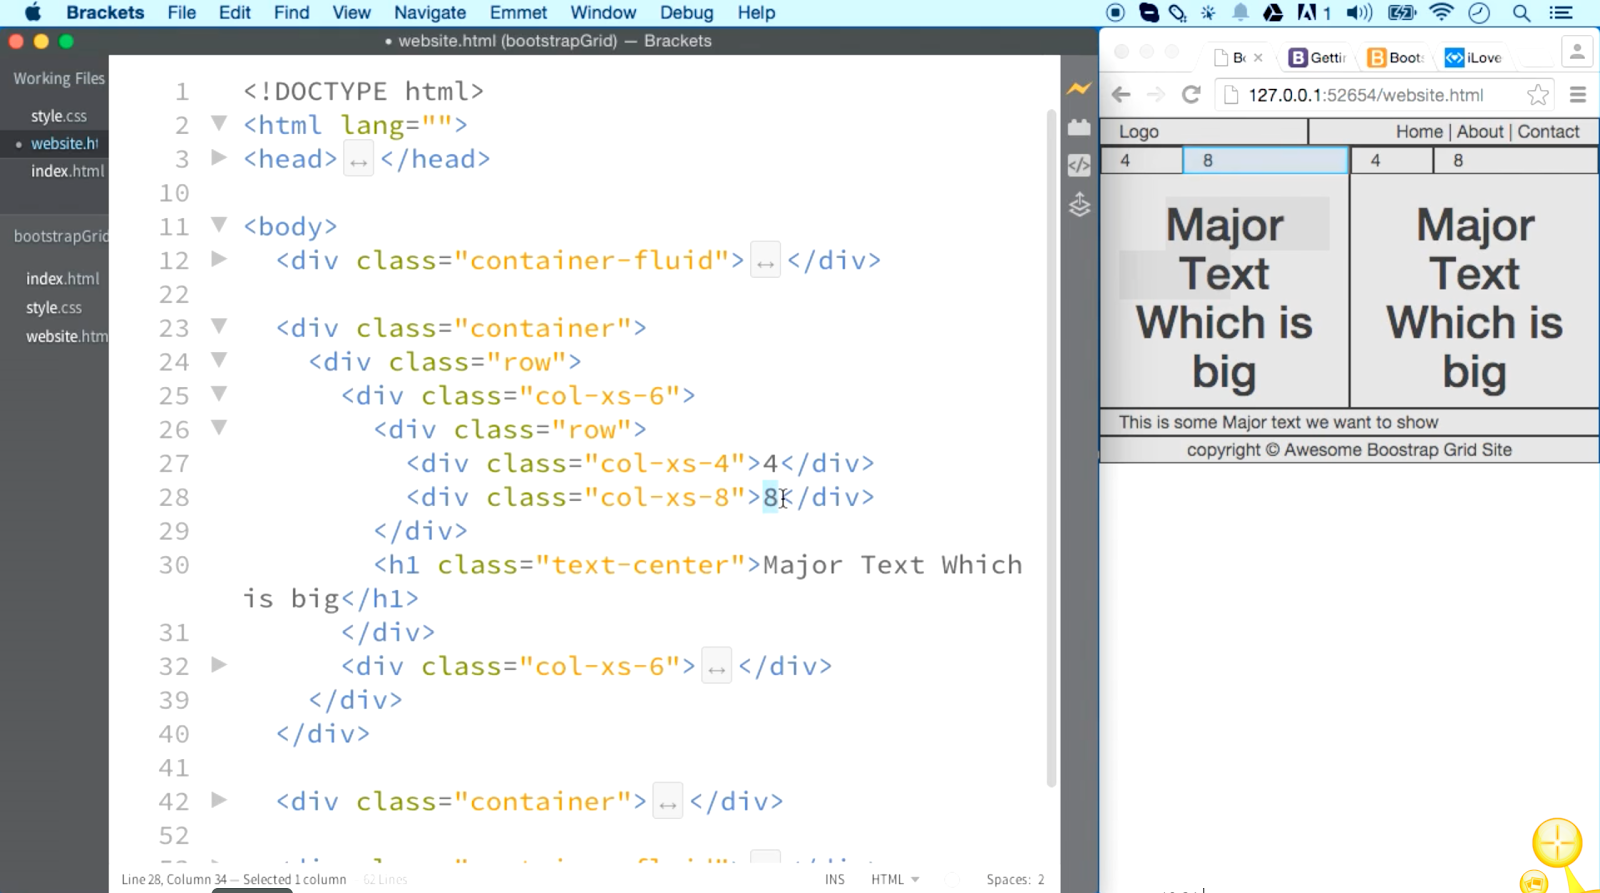 Brackets File Edit Find View Navigate Emmet Window Debug Help 1
• website.html (bootstrapGrid) — Brackets
Working Files
style.css
• website.ht
index.html
bootstrapGrid
index.html
style.css
website.htm
1 <!DOCTYPE html>
2 <html lang="">
3 <head> ↔ </head>
10
11 <body>
12 <div class="container-fluid"> ↔ </div>
22
23 <div class="container">
24 <div class="row">
25 <div class="col-xs-6">
26 <div class="row">
27 <div class="col-xs-4">4</div>
28 <div class="col-xs-8">8</div>
29 </div>
30 <h1 class="text-center">Major Text Which
is big</h1>
31 </div>
32 <div class="col-xs-6"> ↔ </div>
39 </div>
40 </div>
41
42 <div class="container"> ↔ </div>
52
Line 28, Column 34 — Selected 1 column 62 Lines INS HTML Spaces: 2
Gettir Boots iLove
127.0.0.1:52654/website.html
Logo Home | About | Contact
4 8 4 8
Major
Text
Which is
big
Major
Text
Which is
big
This is some Major text we want to show
copyright © Awesome Boostrap Grid Site